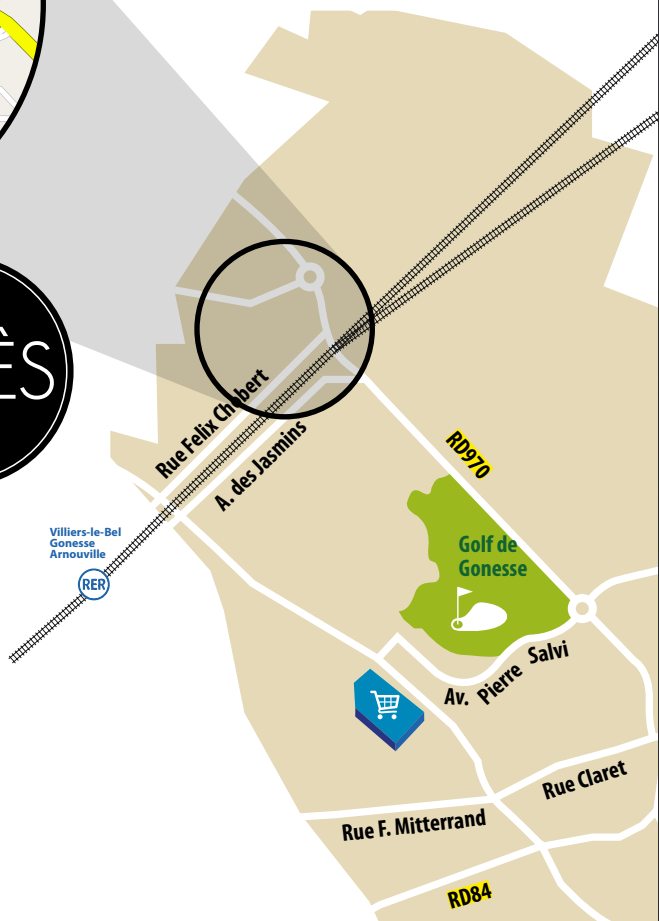 ÈS
Rue Felix Chobert
A. des Jasmins
RD970
Villiers-le-Bel
Gonesse
Arnouville
RER
Golf de
Gonesse
Av. Pierre Salvi
Rue Claret
Rue F. Mitterrand
RD84